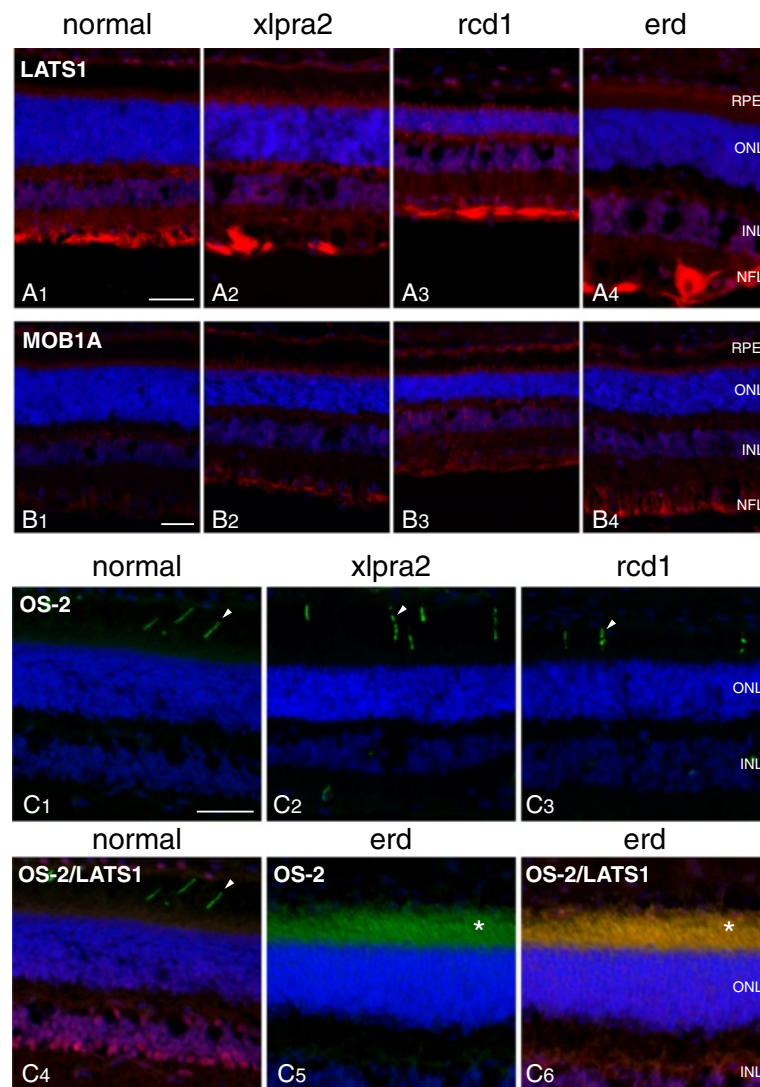 normal xlpra2 rcd1 erd
LATS1
RPE
ONL
INL
NFL
A1 A2 A3 A4
MOB1A
RPE
ONL
INL
NFL
B1 B2 B3 B4
normal xlpra2 rcd1
OS-2
ONL
INL
C1 C2 C3
normal erd erd
OS-2/LATS1 OS-2 OS-2/LATS1
* *
ONL
INL
C4 C5 C6